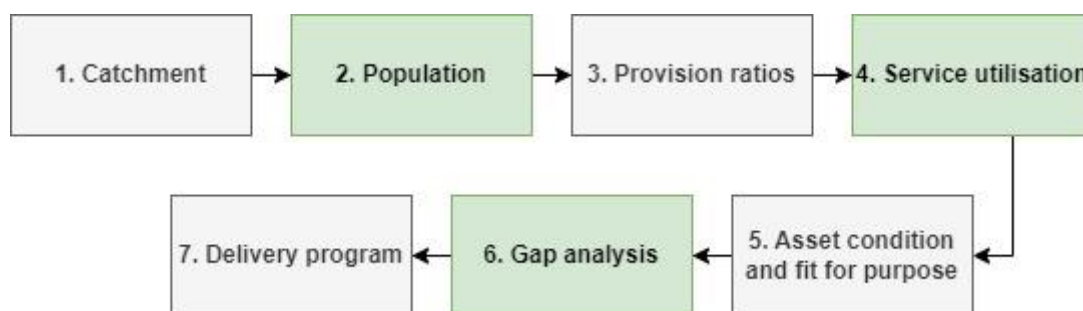 1. Catchment
2. Population
3. Provision ratios
4. Service utilisation
5. Asset condition
and fit for purpose
6. Gap analysis
7. Delivery program